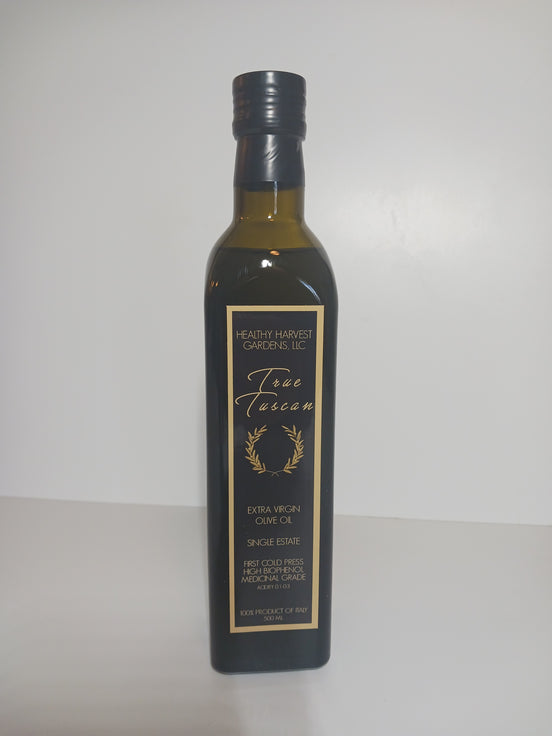 HEALTHY HARVEST
GARDENS, LLC
True
Tuscan
EXTRA VIRGIN
OLIVE OIL
SINGLE ESTATE
FIRST COLD PRESS
HIGH BIOPHENOL
MEDICINAL GRADE
ACIDITY
100% PRODUCT OF ITALY
500 ML